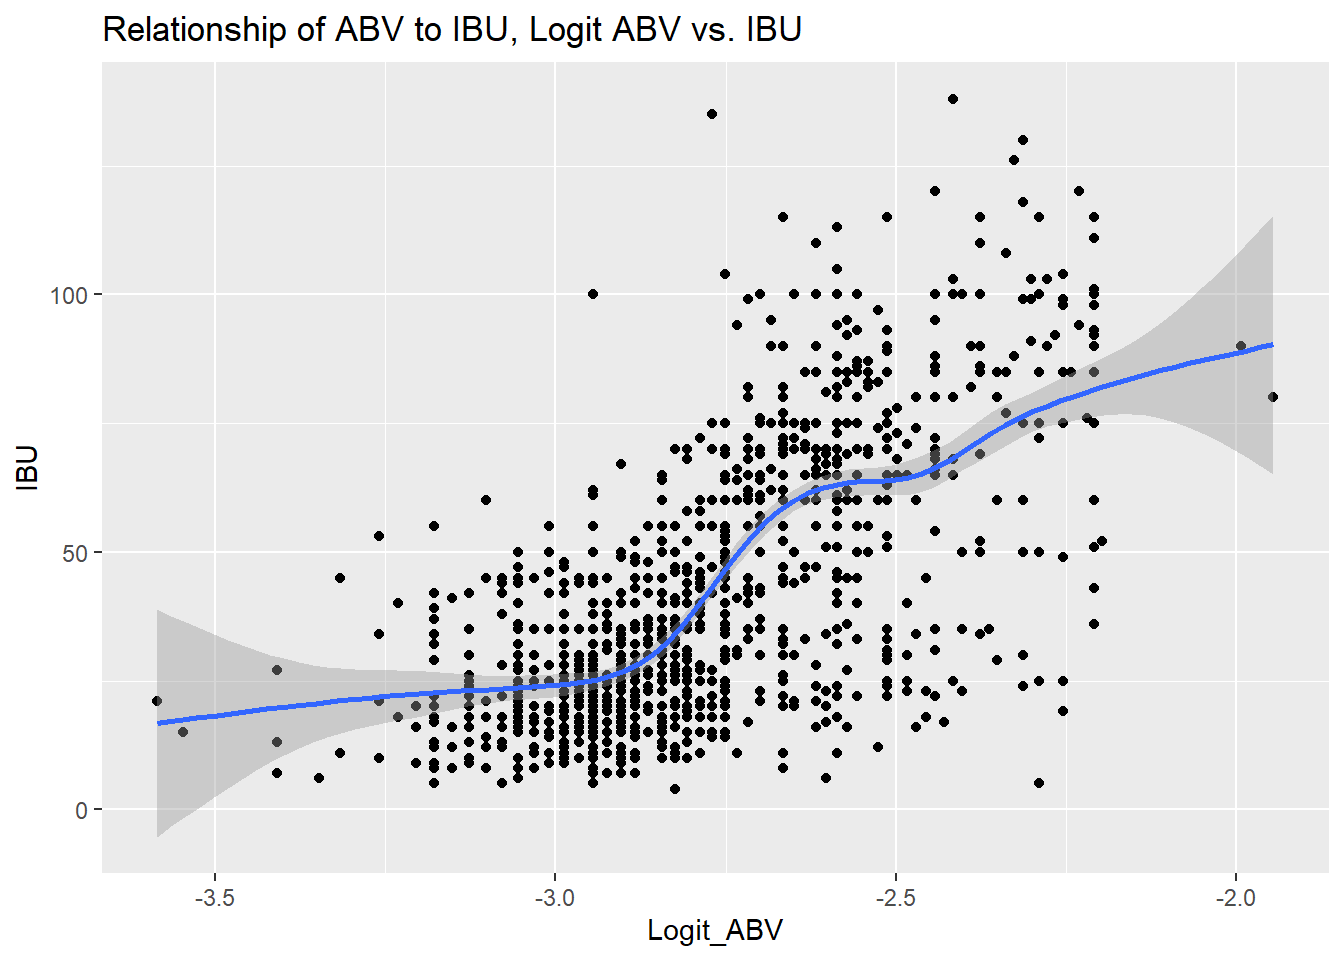 Relationship of ABV to IBU, Logit ABV vs. IBU
100
50
0
IBU
-3.5
-3.0
-2.5
-2.0
Logit_ABV